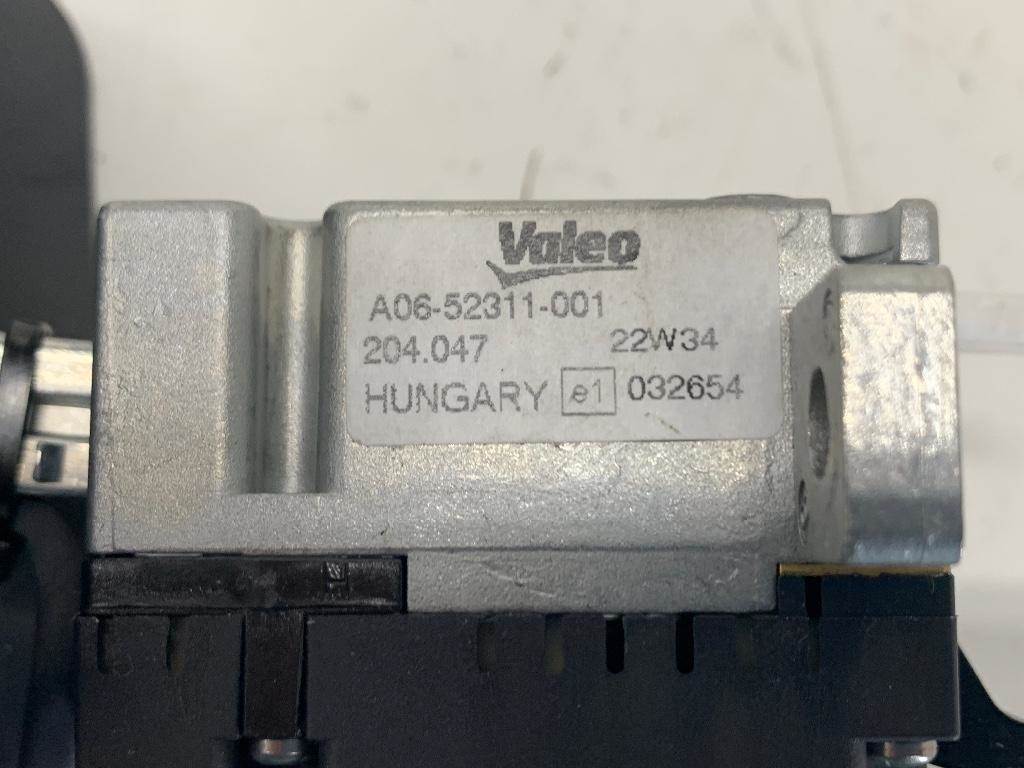 Valeo
A06-52311-001
204.047 22W34
HUNGARY e1 032654